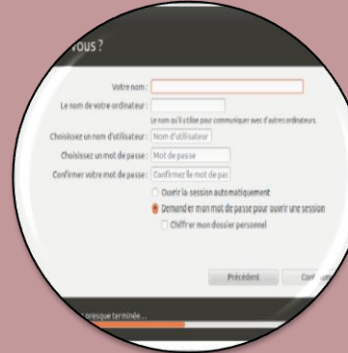 vous ?
Votre nom :
Le nom de votre ordinateur :
Le nom qu'il utilise pour communiquer avec d'autres ordinateurs.
Choisissez un nom d'utilisateur : Nom d'utilisateur
Choisissez un mot de passe : Mot de passe
Confirmer votre mot de passe : Confirmez le mot de pas
Ouvrir la session automatiquement
Demander mon mot de passe pour ouvrir une session
Chiffrer mon dossier personnel
Précédent
presque terminée...